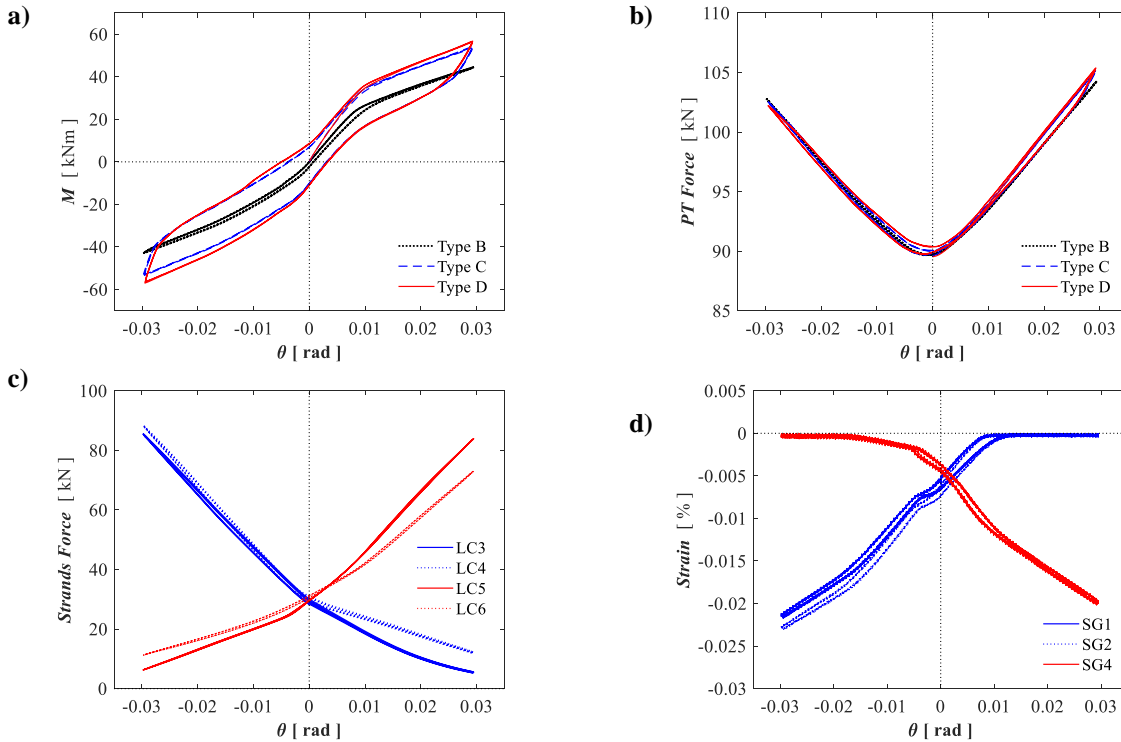 a)
60
40
20
0
-20
-40
-60
M [ kNm ]
-0.03 -0.02 -0.01 0 0.01 0.02 0.03
θ [ rad ]
Type B
Type C
Type D
b)
110
105
100
95
90
85
PT Force [ kN ]
-0.03 -0.02 -0.01 0 0.01 0.02 0.03
θ [ rad ]
Type B
Type C
Type D
c)
100
80
60
40
20
0
Strands Force [ kN ]
-0.03 -0.02 -0.01 0 0.01 0.02 0.03
θ [ rad ]
LC3
LC4
LC5
LC6
d)
0.005
0
-0.005
-0.01
-0.015
-0.02
-0.025
-0.03
Strain [ % ]
-0.03 -0.02 -0.01 0 0.01 0.02 0.03
θ [ rad ]
SG1
SG2
SG4